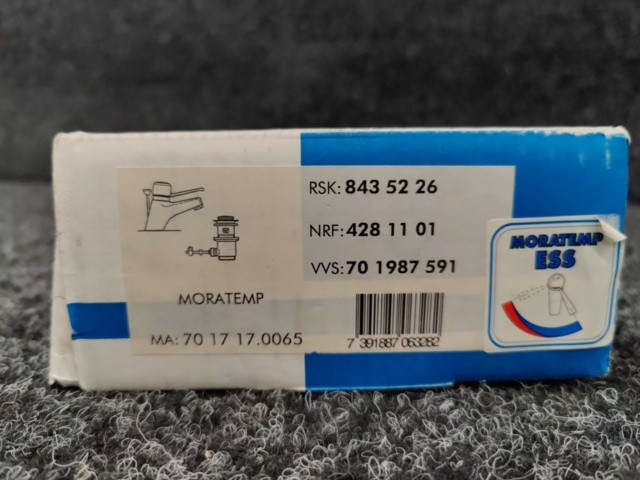 RSK: 843 52 26
NRF: 428 11 01
VVS: 70 1987 591
MORATEMP
MA: 70 17 17.0065
7 391887 063282
MORATEMP
ESS